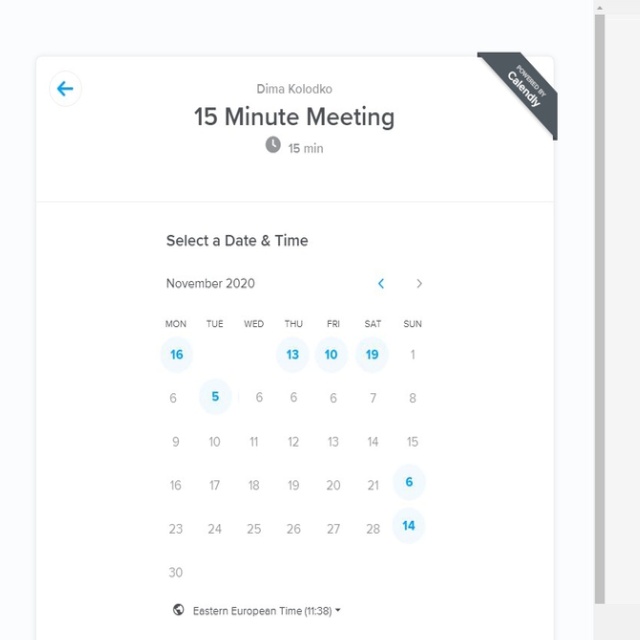 POWERED BY
Calendly
Dima Kolodko
15 Minute Meeting
15 min
Select a Date & Time
November 2020
MON TUE WED THU FRI SAT SUN
16 13 10 19 1
6 5 6 6 6 7 8
9 10 11 12 13 14 15
16 17 18 19 20 21 6
23 24 25 26 27 28 14
30
Eastern European Time (11:38)